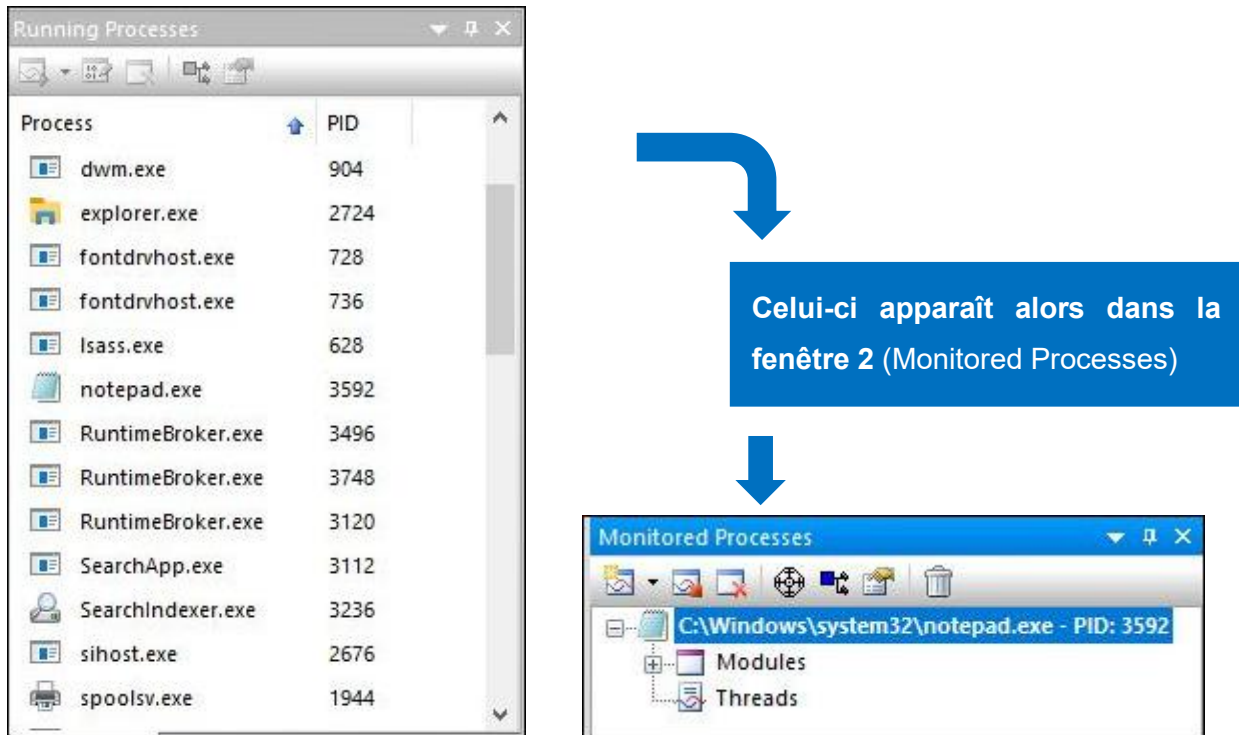 Running Processes
Process PID
dwm.exe 904
explorer.exe 2724
fontdrvhost.exe 728
fontdrvhost.exe 736
lsass.exe 628
notepad.exe 3592
RuntimeBroker.exe 3496
RuntimeBroker.exe 3748
RuntimeBroker.exe 3120
SearchApp.exe 3112
SearchIndexer.exe 3236
sihost.exe 2676
spoolsv.exe 1944
Celui-ci apparaît alors dans la
fenêtre 2 (Monitored Processes)
Monitored Processes
C:\Windows\system32\notepad.exe - PID: 3592
Modules
Threads